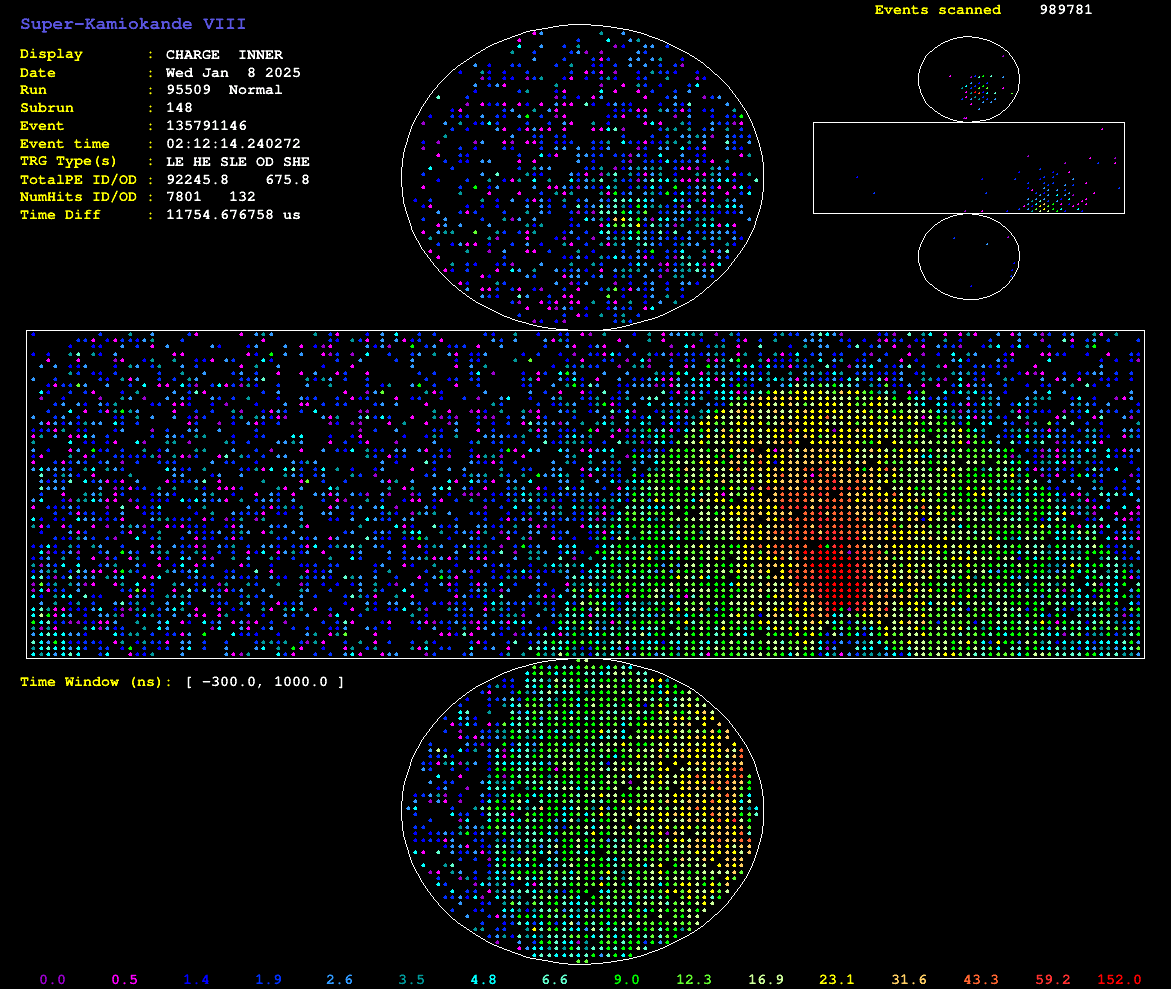 Events scanned 989781
Super-Kamiokande VIII
Display : CHARGE INNER
Date : Wed Jan 8 2025
Run : 95509 Normal
Subrun : 148
Event : 135791146
Event time : 02:12:14.240272
TRG Type(s) : LE HE SLE OD SHE
TotalPE ID/OD : 92245.8 675.8
NumHits ID/OD : 7801 132
Time Diff : 11754.676758 us
Time Window (ns): [ -300.0, 1000.0 ]
0.0 0.5 1.4 1.9 2.6 3.5 4.8 6.6 9.0 12.3 16.9 23.1 31.6 43.3 59.2 152.0